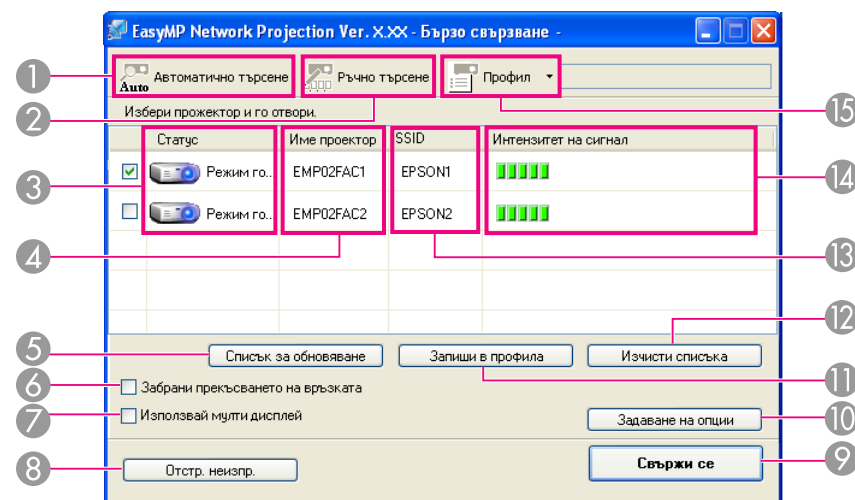 EasyMP Network Projection Ver. X.XX - Бързо свързване -
1 Auto Автоматично търсене Ръчно търсене Профил
2 Избери прожектор и го отвори. 15
Статус Име проектор SSID Интензитет на сигнал
3 Режим го.. EMP02FAC1 EPSON1 14
Режим го.. EMP02FAC2 EPSON2
4 13
12
5 Списък за обновяване Запиши в профила Изчисти списъка
6 Забрани прекъсването на връзката 11
7 Използвай мулти дисплей Задаване на опции 10
8 Отстр. неизпр. Свържи се 9